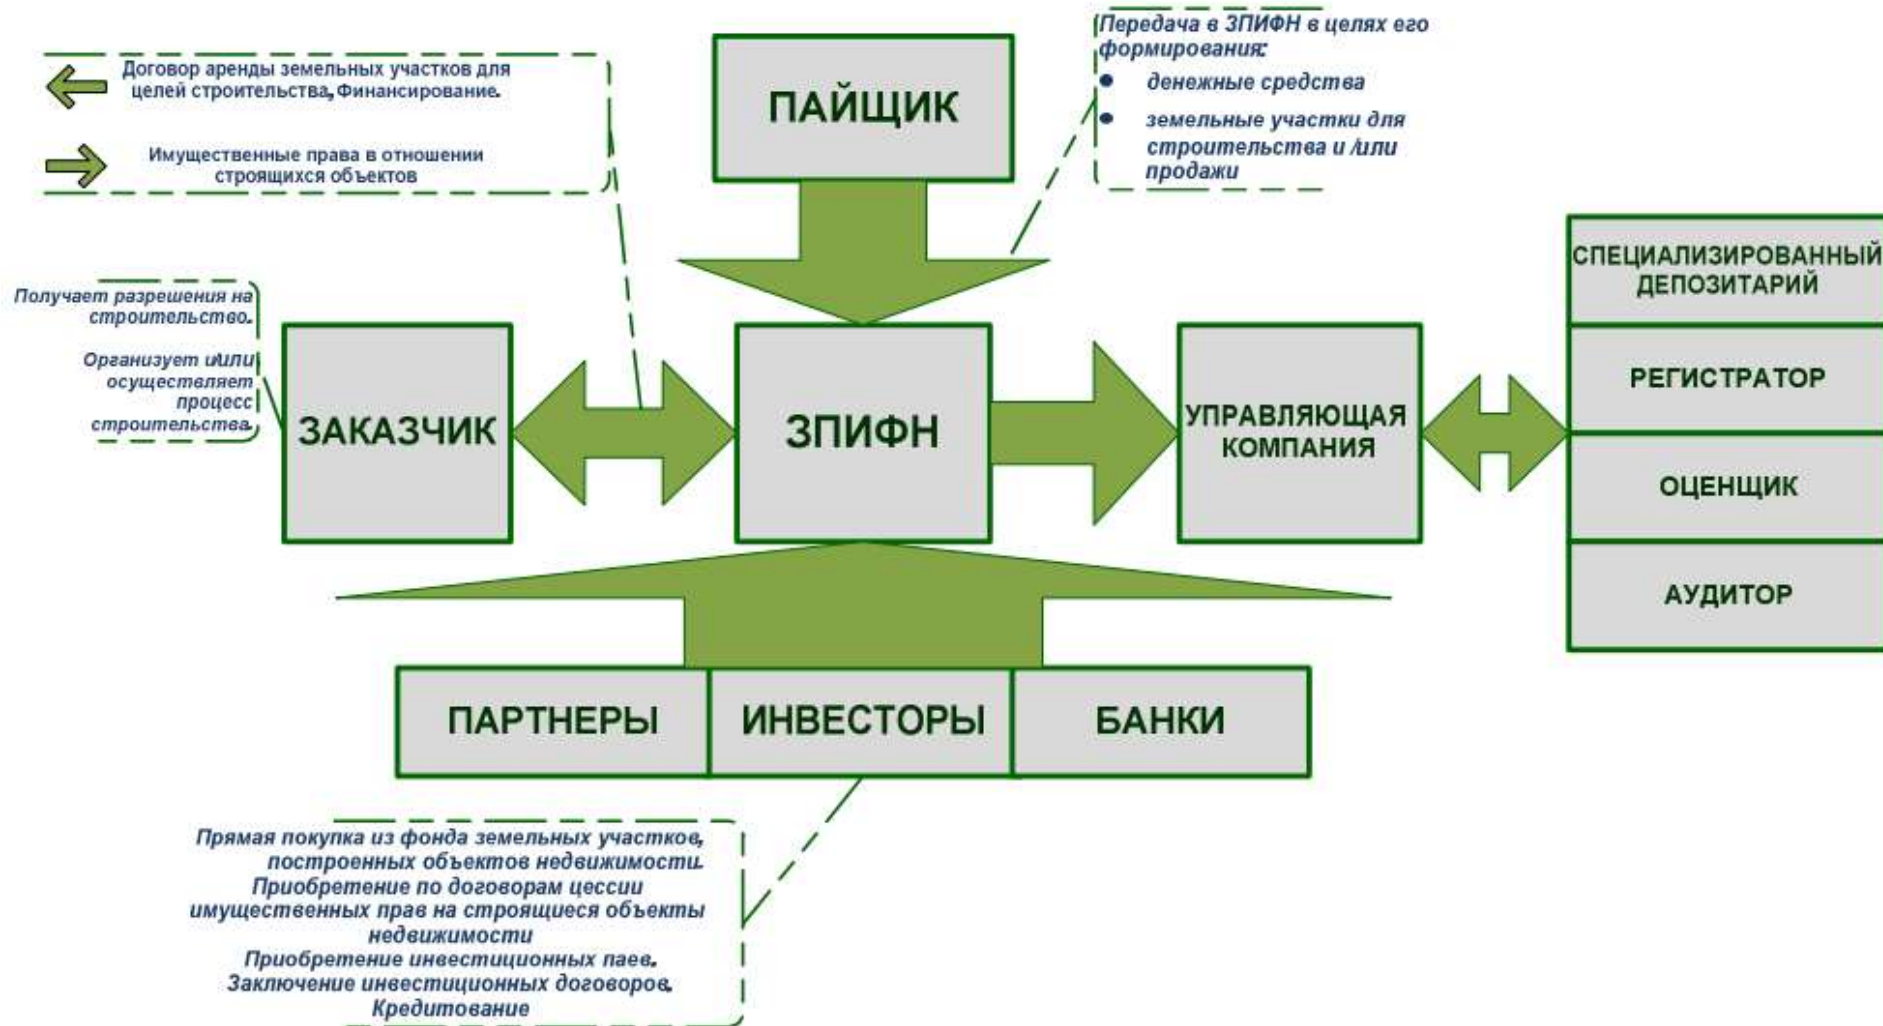 Передача в ЗПИФН в целях его
формирования:
денежные средства
земельные участки для
строительства и /или
продажи
Договор аренды земельных участков для
целей строительства, Финансирование.
Имущественные права в отношении
строящихся объектов
ПАЙЩИК
СПЕЦИАЛИЗИРОВАННЫЙ
ДЕПОЗИТАРИЙ
РЕГИСТРАТОР
ОЦЕНЩИК
АУДИТОР
Получает разрешения на
строительство.
Организует и/или
осуществляет
процесс
строительства.
ЗАКАЗЧИК
ЗПИФН
УПРАВЛЯЮЩАЯ
КОМПАНИЯ
ПАРТНЕРЫ
ИНВЕСТОРЫ
БАНКИ
Прямая покупка из фонда земельных участков,
построенных объектов недвижимости.
Приобретение по договорам цессии
имущественных прав на строящиеся объекты
недвижимости
Приобретение инвестиционных паев.
Заключение инвестиционных договоров.
Кредитование